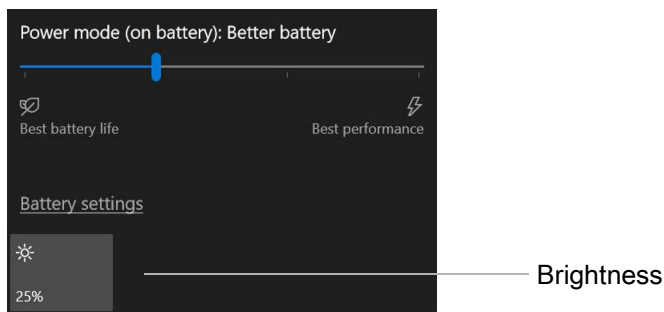 Power mode (on battery): Better battery
Best battery life
Best performance
Battery settings
Brightness
25%